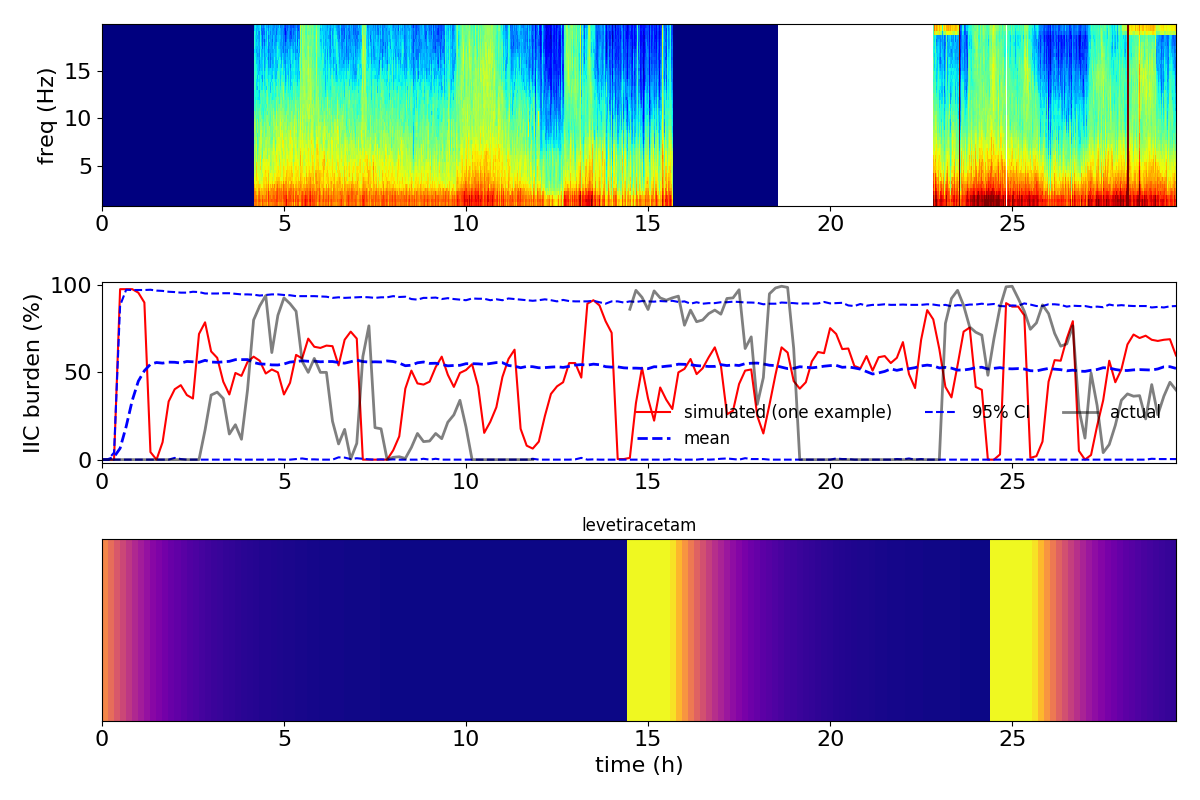 freq (Hz)
15
10
5
0 5 10 15 20 25
IIC burden (%)
100
50
0
simulated (one example) 95% CI actual
mean
0 5 10 15 20 25
levetiracetam
0 5 10 15 20 25
time (h)